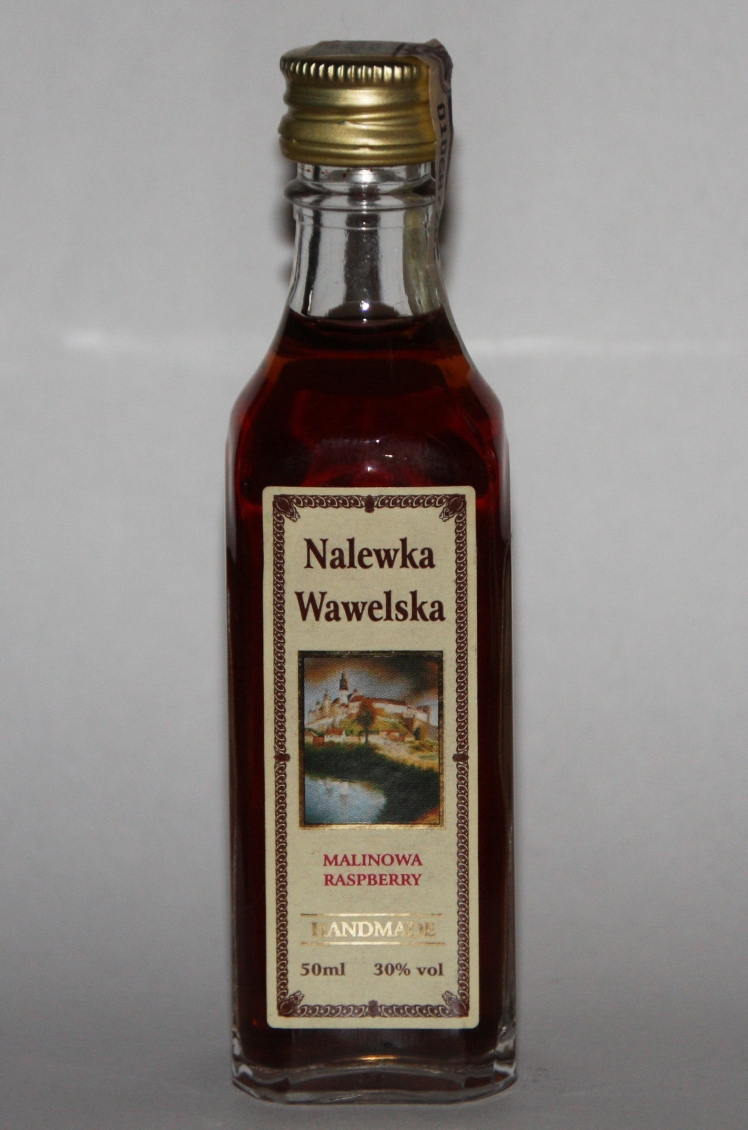 Nalewka
Wawelska
MALINOWA
RASPBERRY
HANDMADE
50ml 30% vol